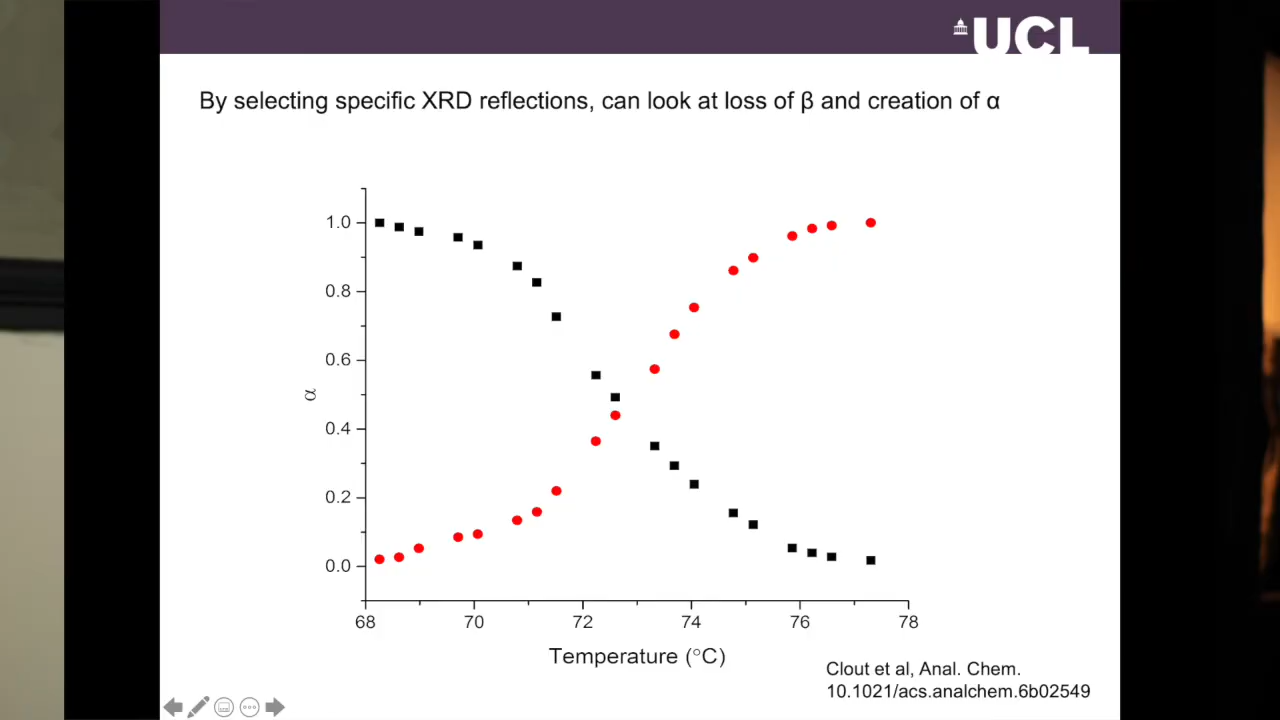 UCL
By selecting specific XRD reflections, can look at loss of β and creation of α
1.0
0.8
0.6
0.4
0.2
0.0
α
68 70 72 74 76 78
Temperature (°C)
Clout et al, Anal. Chem.
10.1021/acs.analchem.6b02549